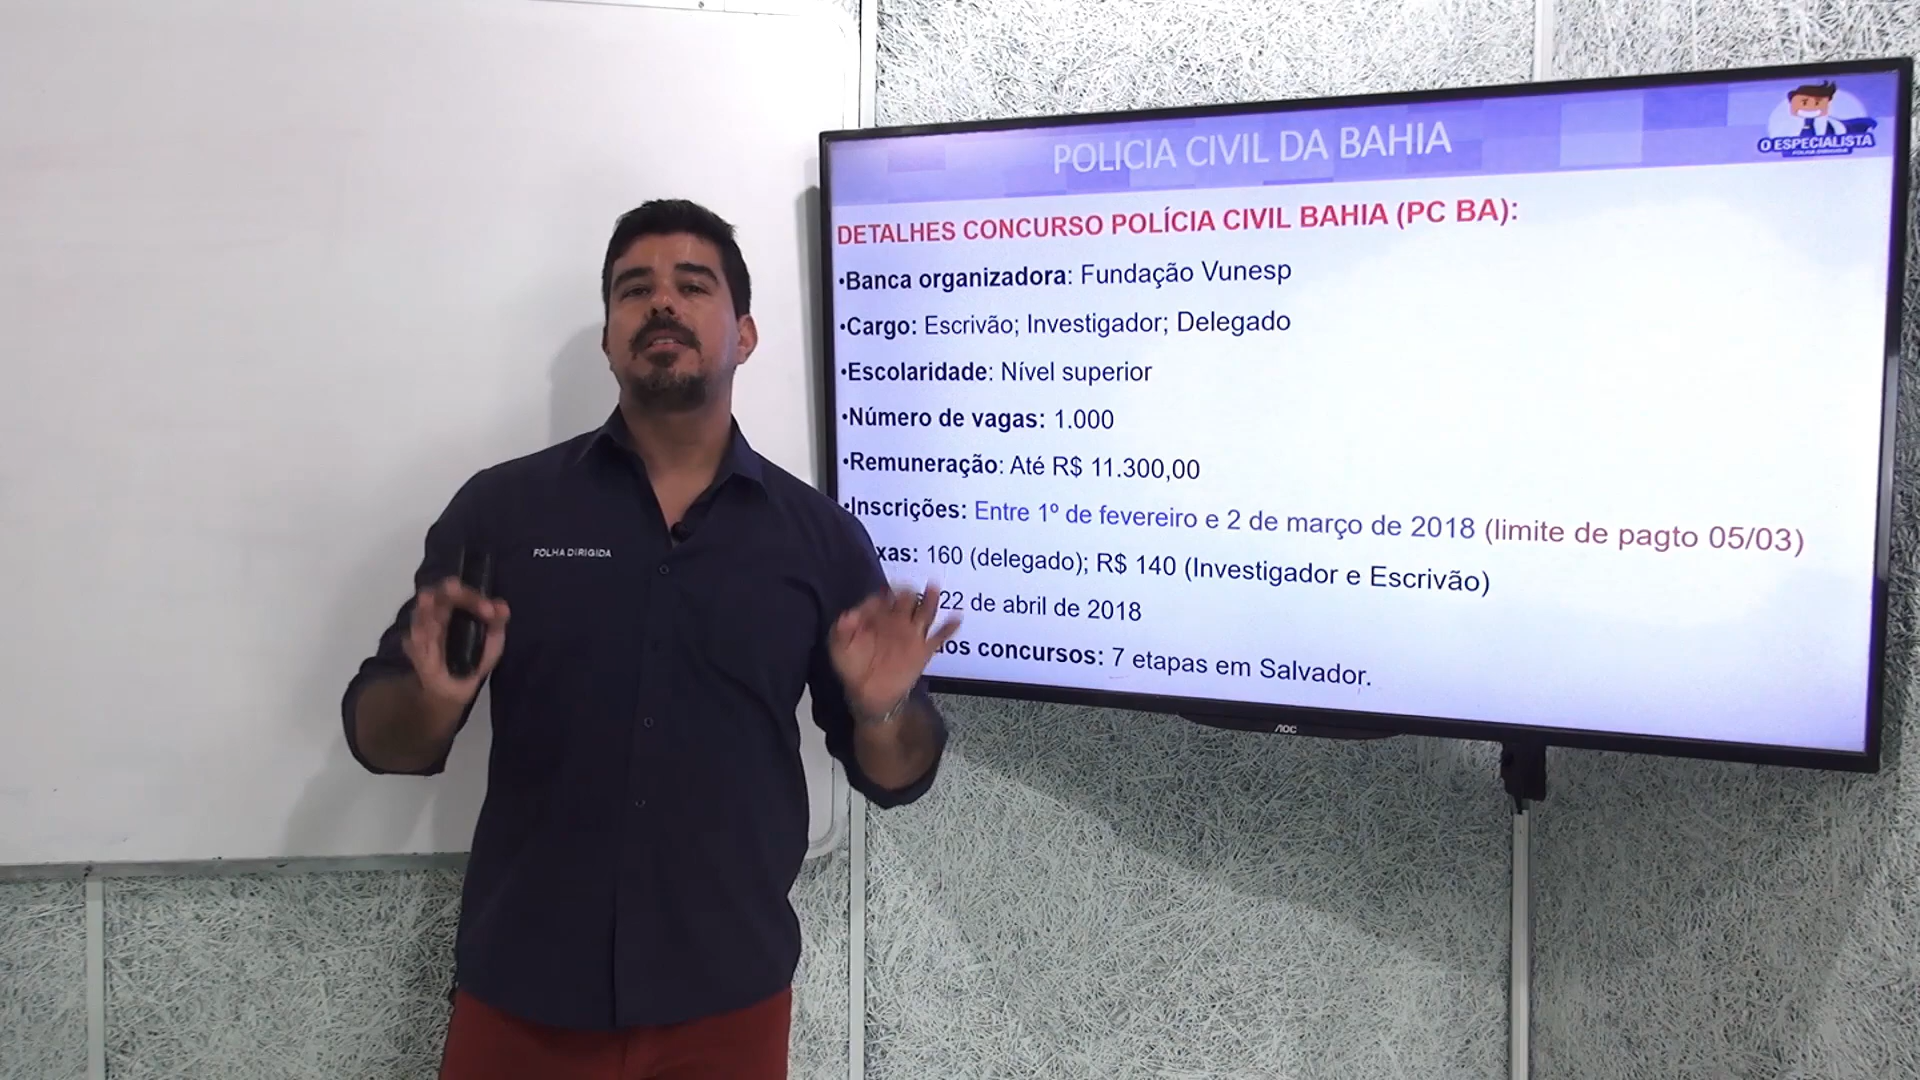 POLICIA CIVIL DA BAHIA
O ESPECIALISTA
DETALHES CONCURSO POLÍCIA CIVIL BAHIA (PC BA):
•Banca organizadora: Fundação Vunesp
•Cargo: Escrivão; Investigador; Delegado
•Escolaridade: Nível superior
•Número de vagas: 1.000
•Remuneração: Até R$ 11.300,00
•Inscrições: Entre 1º de fevereiro e 2 de março de 2018 (limite de pagto 05/03)
xas: 160 (delegado); R$ 140 (Investigador e Escrivão)
22 de abril de 2018
dos concursos: 7 etapas em Salvador.
FOLHA DIRIGIDA
AOC